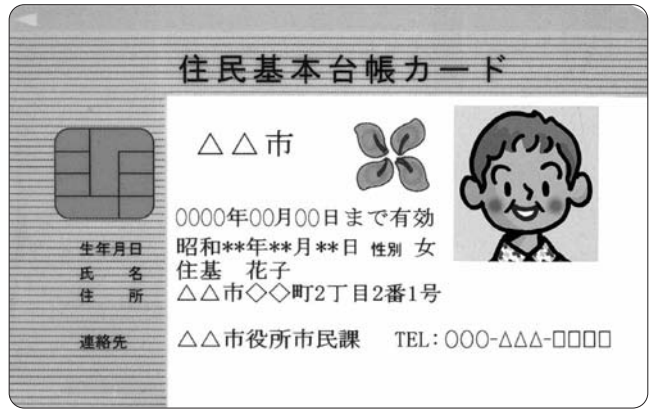 住民基本台帳カード
△△市
0000年00月00日まで有効
生年月日 昭和**年**月**日 性別 女
氏名 住基 花子
住所 △△市◇◇町2丁目2番1号
連絡先 △△市役所市民課 TEL:000-△△△-□□□□